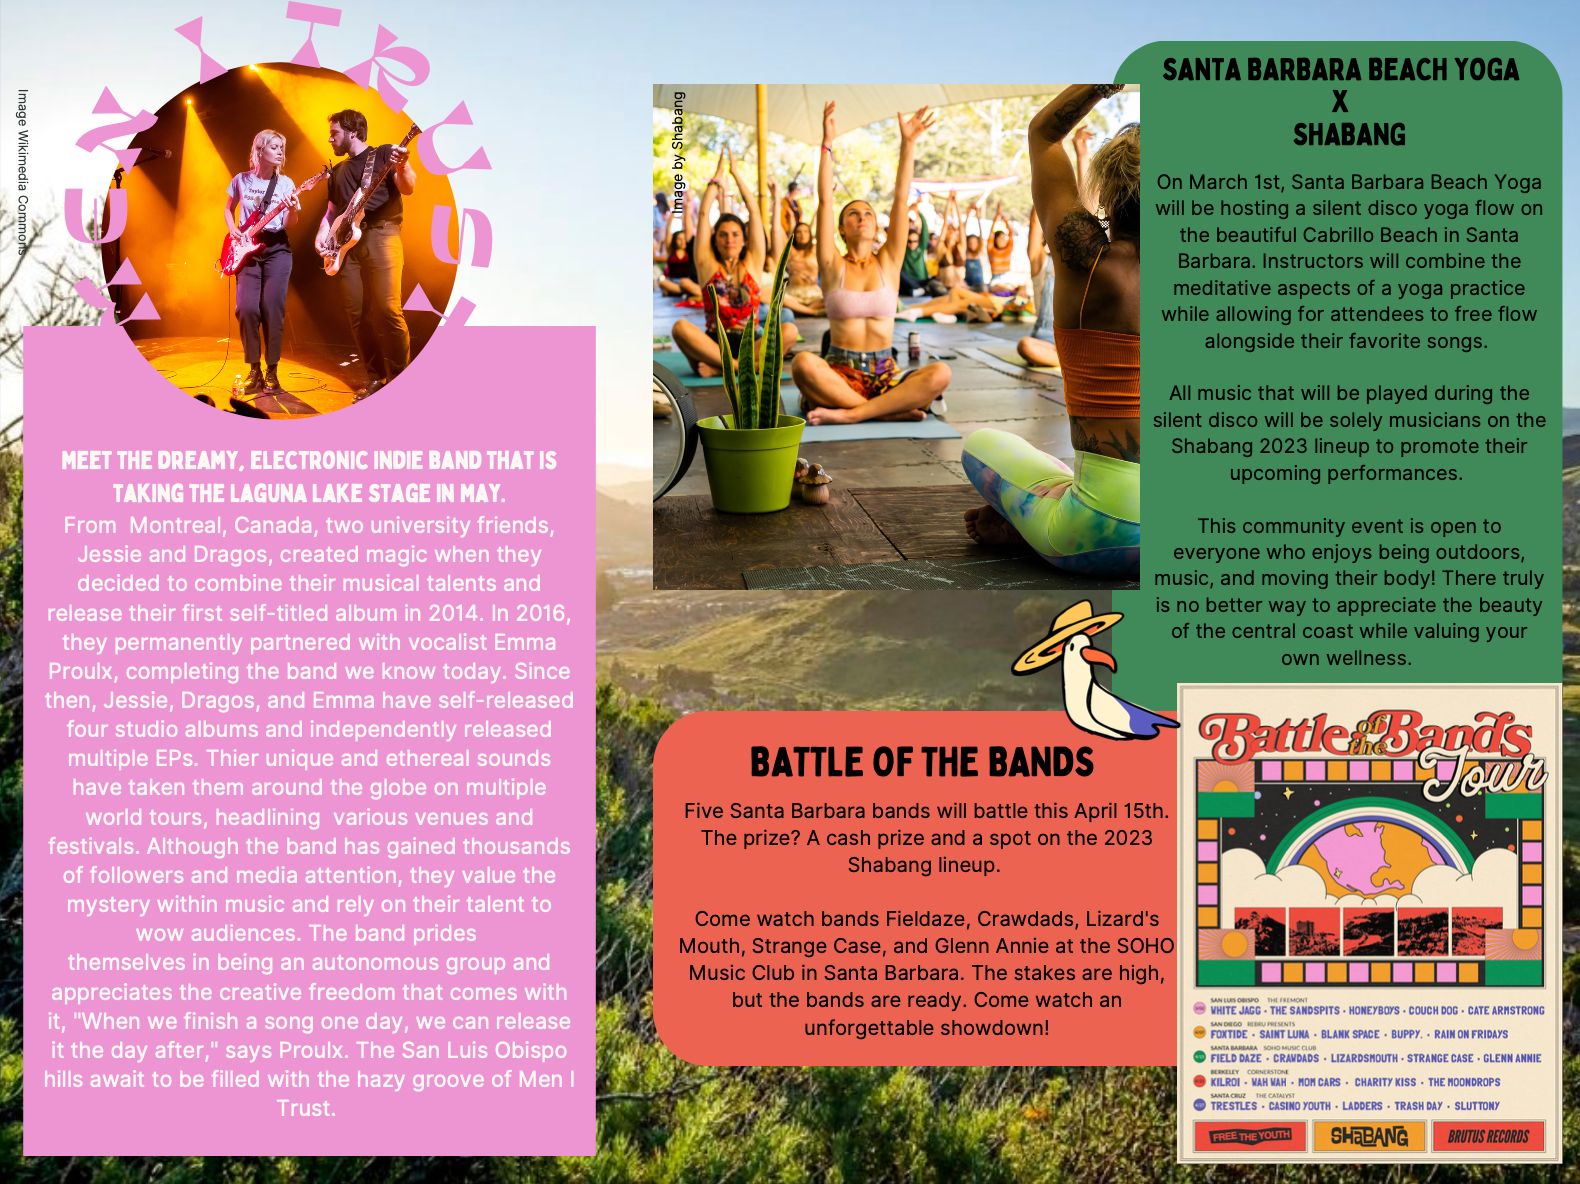 MEN I TRUST
Image Wikimedia Commons
MEET THE DREAMY, ELECTRONIC INDIE BAND THAT IS
TAKING THE LAGUNA LAKE STAGE IN MAY.
From Montreal, Canada, two university friends,
Jessie and Dragos, created magic when they
decided to combine their musical talents and
release their first self-titled album in 2014. In 2016,
they permanently partnered with vocalist Emma
Proulx, completing the band we know today. Since
then, Jessie, Dragos, and Emma have self-released
four studio albums and independently released
multiple EPs. Thier unique and ethereal sounds
have taken them around the globe on multiple
world tours, headlining various venues and
festivals. Although the band has gained thousands
of followers and media attention, they value the
mystery within music and rely on their talent to
wow audiences. The band prides
themselves in being an autonomous group and
appreciates the creative freedom that comes with
it, "When we finish a song one day, we can release
it the day after," says Proulx. The San Luis Obispo
hills await to be filled with the hazy groove of Men I
Trust.
Image by Shabang
SANTA BARBARA BEACH YOGA
X
SHABANG
On March 1st, Santa Barbara Beach Yoga
will be hosting a silent disco yoga flow on
the beautiful Cabrillo Beach in Santa
Barbara. Instructors will combine the
meditative aspects of a yoga practice
while allowing for attendees to free flow
alongside their favorite songs.
All music that will be played during the
silent disco will be solely musicians on the
Shabang 2023 lineup to promote their
upcoming performances.
This community event is open to
everyone who enjoys being outdoors,
music, and moving their body! There truly
is no better way to appreciate the beauty
of the central coast while valuing your
own wellness.
BATTLE OF THE BANDS
Five Santa Barbara bands will battle this April 15th.
The prize? A cash prize and a spot on the 2023
Shabang lineup.
Come watch bands Fieldaze, Crawdads, Lizard's
Mouth, Strange Case, and Glenn Annie at the SOHO
Music Club in Santa Barbara. The stakes are high,
but the bands are ready. Come watch an
unforgettable showdown!
Battle of the Bands
Tour
SAN LUIS OBISPO THE FREMONT
WHITE JAGG · THE SANDSPITS · HONEYBOYS · COUCH DOG · CATE ARMSTRONG
SAN DIEGO REBRU PRESENTS
FOXTIDE · SAINT LUNA · BLANK SPACE · BUPPY. · RAIN ON FRIDAYS
SANTA BARBARA SOHO MUSIC CLUB
FIELD DAZE · CRAWDADS · LIZARDSMOUTH · STRANGE CASE · GLENN ANNIE
BERKELEY CORNERSTONE
KILROI · WAH WAH · MOM CARS · CHARITY KISS · THE MOONDROPS
SANTA CRUZ THE CATALYST
TRESTLES · CASINO YOUTH · LADDERS · TRASH DAY · SLUTTONY
FREE THE YOUTH
SHaBANG
BRUTUS RECORDS